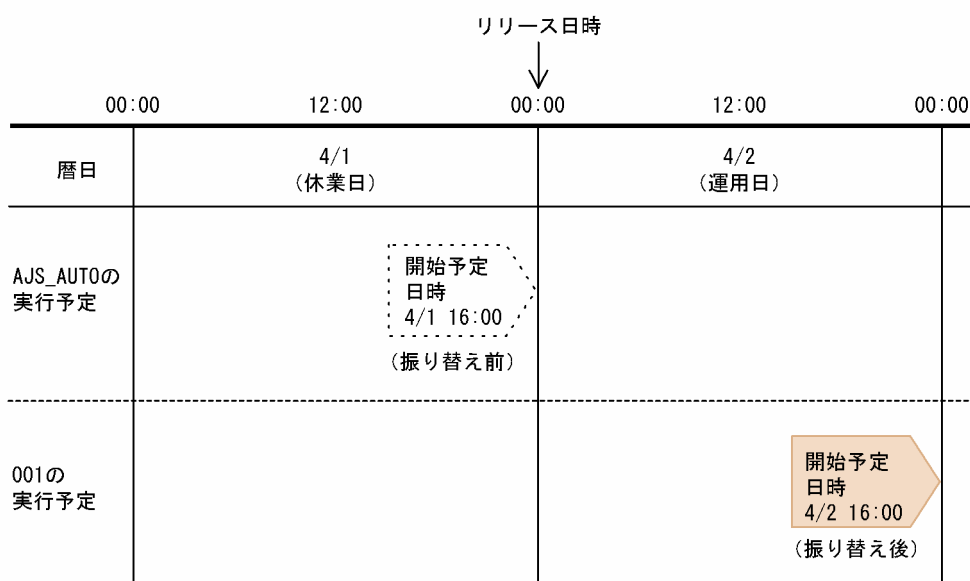 リリース日時
00:00 12:00 00:00 12:00 00:00
暦日
4/1
(休業日)
4/2
(運用日)
AJS_AUTOの
実行予定
開始予定
日時
4/1 16:00
(振り替え前)
001の
実行予定
開始予定
日時
4/2 16:00
(振り替え後)